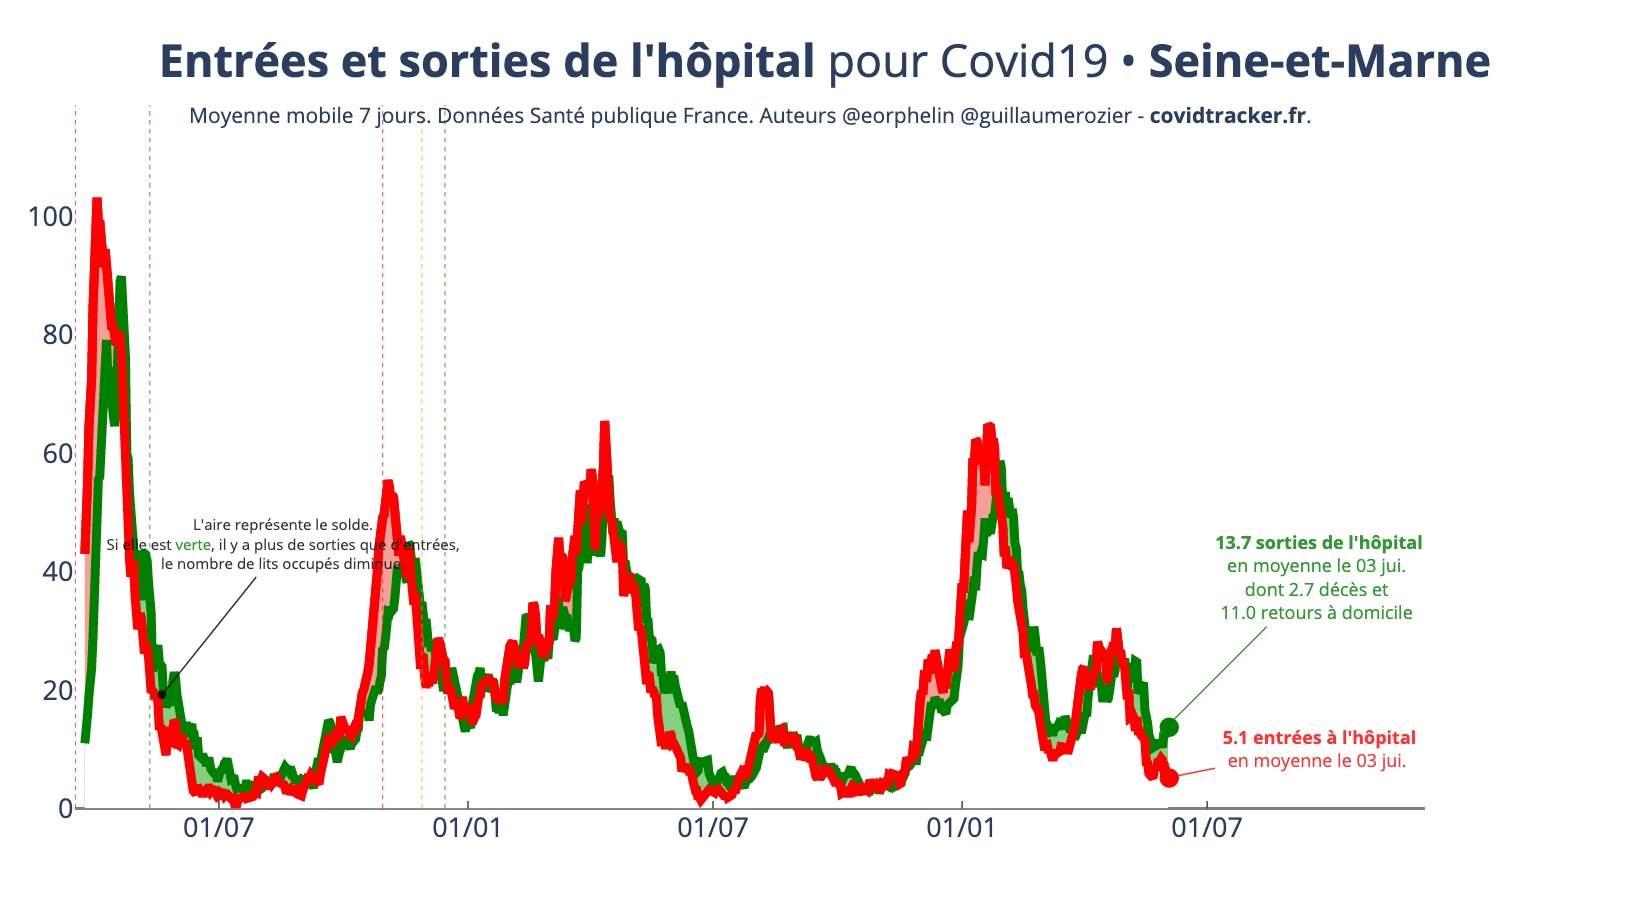 Entrées et sorties de l'hôpital pour Covid19 • Seine-et-Marne
Moyenne mobile 7 jours. Données Santé publique France. Auteurs @eorphelin @guillaumerozier - covidtracker.fr.
100
80
60
40
20
0
L'aire représente le solde.
Si elle est verte, il y a plus de sorties que d'entrées,
le nombre de lits occupés diminue.
13.7 sorties de l'hôpital
en moyenne le 03 jui.
dont 2.7 décès et
11.0 retours à domicile
5.1 entrées à l'hôpital
en moyenne le 03 jui.
01/07
01/01
01/07
01/01
01/07